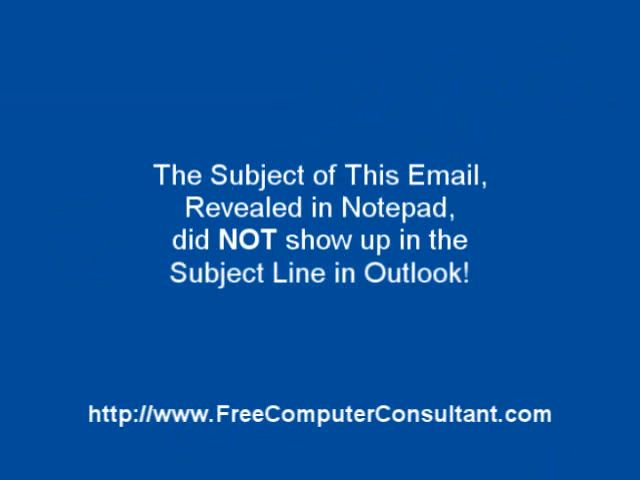 The Subject of This Email,
Revealed in Notepad,
did NOT show up in the
Subject Line in Outlook!
http://www.FreeComputerConsultant.com